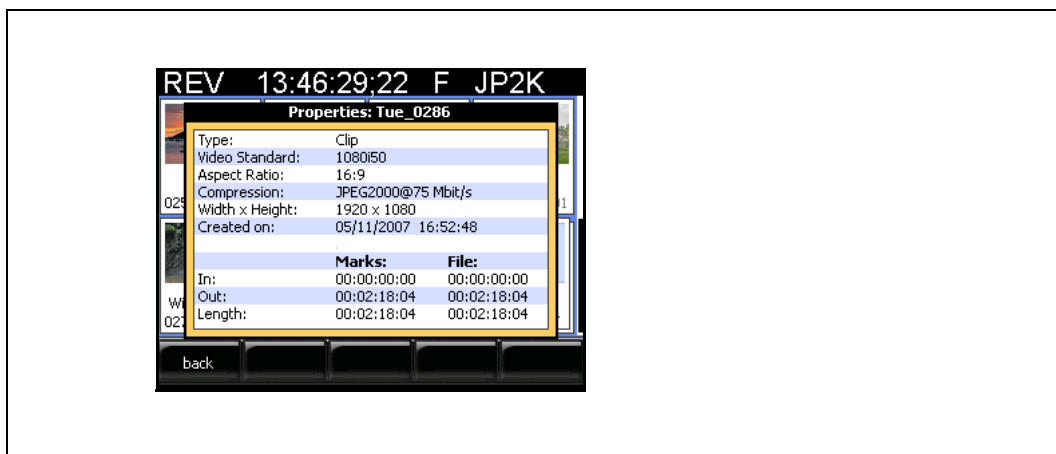 REV 13:46:29;22 F JP2K
Properties: Tue_0286
Type: Clip
Video Standard: 1080i50
Aspect Ratio: 16:9
Compression: JPEG2000@75 Mbit/s
Width x Height: 1920 x 1080
Created on: 05/11/2007 16:52:48
Marks: File:
In: 00:00:00:00 00:00:00:00
Out: 00:02:18:04 00:02:18:04
Length: 00:02:18:04 00:02:18:04
back